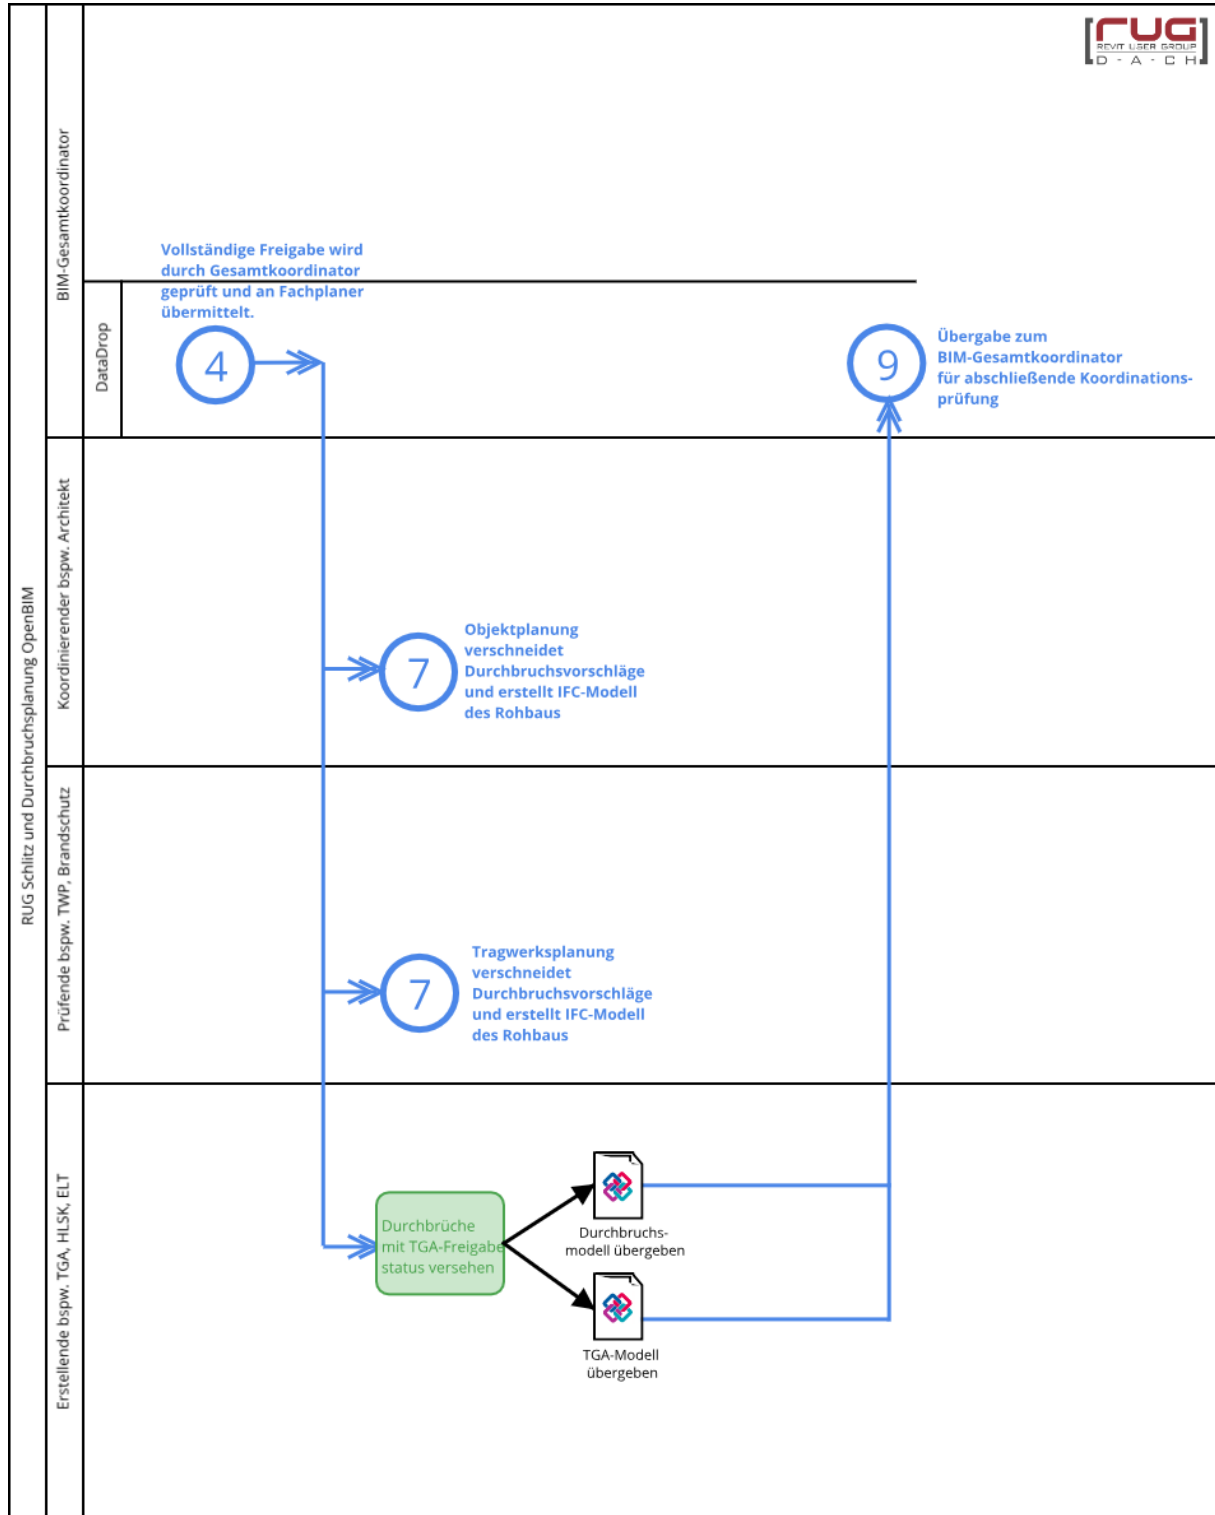 rug
REVIT USER GROUP
D - A - C H
RUG Schlitz und Durchbruchsplanung OpenBIM
BIM-Gesamtkoordinator
DataDrop
Vollständige Freigabe wird
durch Gesamtkoordinator
geprüft und an Fachplaner
übermittelt.
4
9
Übergabe zum
BIM-Gesamtkoordinator
für abschließende Koordinations-
prüfung
Koordinierender bspw. Architekt
7
Objektplanung
verschneidet
Durchbruchsvorschläge
und erstellt IFC-Modell
des Rohbaus
Prüfende bspw. TWP, Brandschutz
7
Tragwerksplanung
verschneidet
Durchbruchsvorschläge
und erstellt IFC-Modell
des Rohbaus
Erstellende bspw. TGA, HLSK, ELT
Durchbrüche
mit TGA-Freigabe
status versehen
Durchbruchs-
modell übergeben
TGA-Modell
übergeben